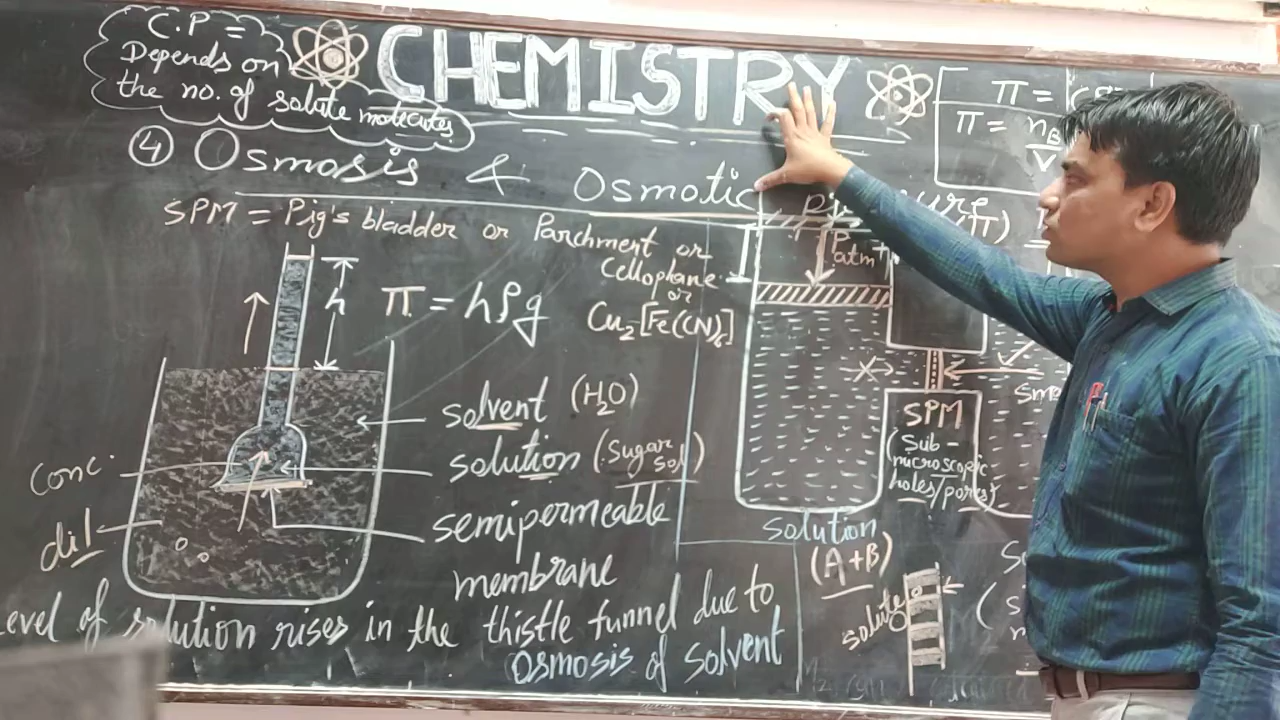 C.P =
Depends on
the no. of solute molecules
CHEMISTRY
④ Osmosis & Osmotic
(π)
π =
π = nB
V
SPM = Pig's bladder or Parchment or
Cellophane
or
Cu2[Fe(CN)6]
h
π = hρg
Patm
solvent (H2O)
solution (Sugar sol)
semipermeable
membrane
conc.
dil
SPM
(Sub-
microscopic
holes/pores)
solution
(A+B)
solute
Level of solution rises in the thistle funnel due to
Osmosis of solvent